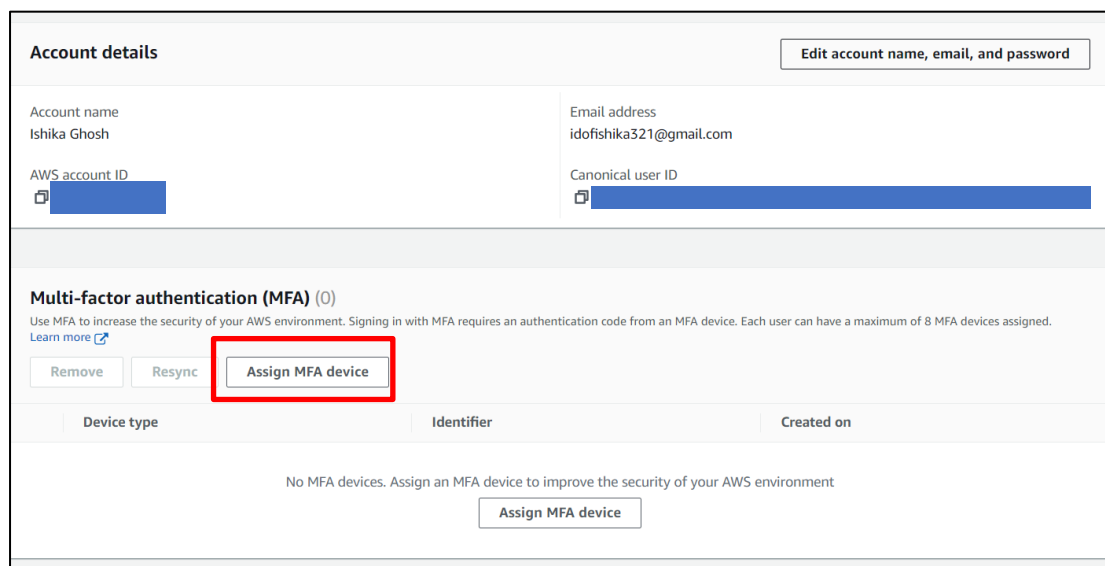 Account details
Edit account name, email, and password
Account name
Ishika Ghosh
Email address
idofishika321@gmail.com
AWS account ID
Canonical user ID
Multi-factor authentication (MFA) (0)
Use MFA to increase the security of your AWS environment. Signing in with MFA requires an authentication code from an MFA device. Each user can have a maximum of 8 MFA devices assigned.
Learn more
Remove Resync Assign MFA device
Device type Identifier Created on
No MFA devices. Assign an MFA device to improve the security of your AWS environment
Assign MFA device